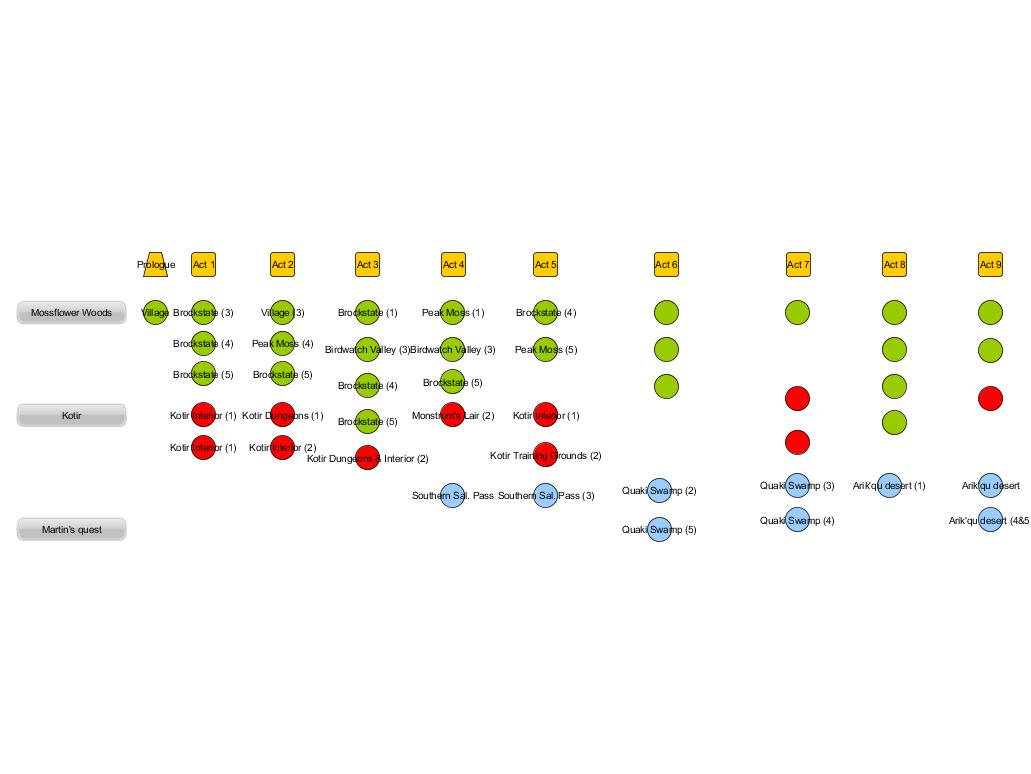 Prologue Act 1 Act 2 Act 3 Act 4 Act 5 Act 6 Act 7 Act 8 Act 9
Mossflower Woods Village Brockstate (3) Village (3) Brockstate (1) Peak Moss (1) Brockstate (4)
Brockstate (4) Peak Moss (4) Birdwatch Valley (3) Birdwatch Valley (3) Peak Moss (5)
Brockstate (5) Brockstate (5) Brockstate (4) Brockstate (5)
Kotir Kotir Interior (1) Kotir Dungeons (1) Brockstate (5) Monstrum's Lair (2) Kotir Interior (1)
Kotir Interior (1) Kotir Interior (2) Kotir Dungeons & Interior (2) Kotir Training Grounds (2)
Southern Sal. Pass Southern Sal. Pass (3) Quaki Swamp (2) Quaki Swamp (3) Arik'qu desert (1) Arik'qu desert
Martin's quest Quaki Swamp (5) Quaki Swamp (4) Arik'qu desert (4&5